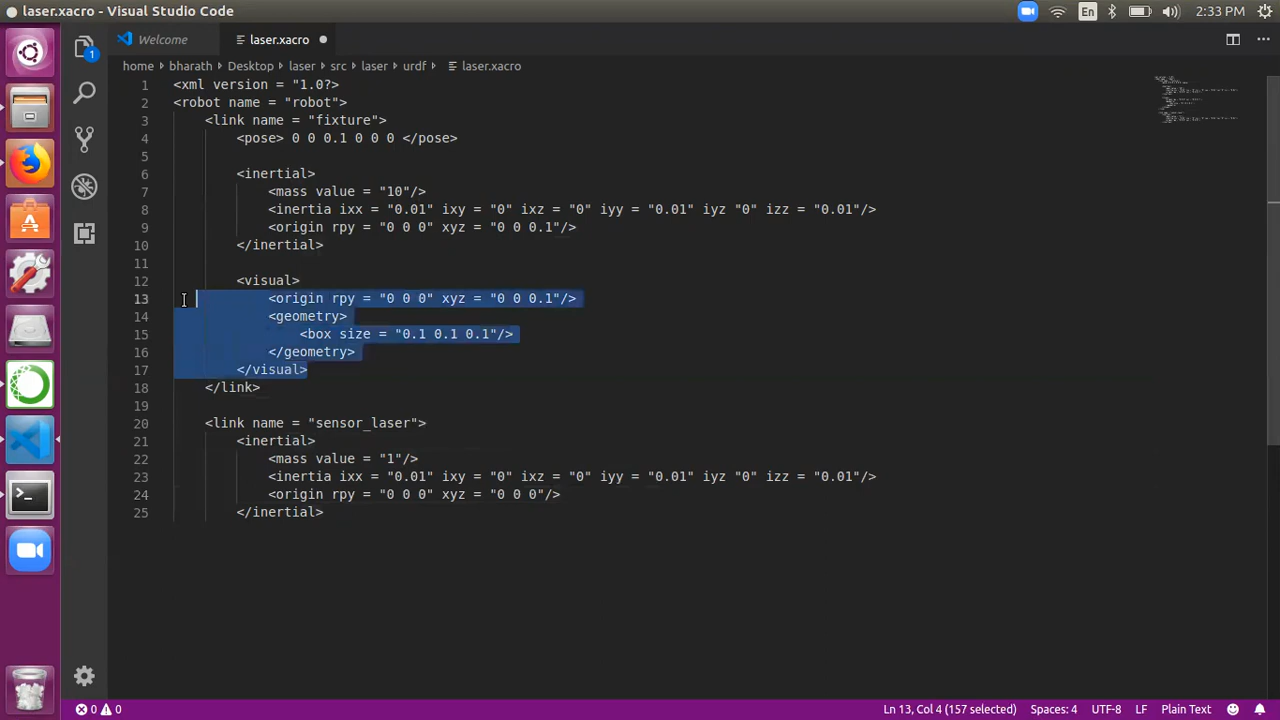 laser.xacro - Visual Studio Code
En
2:33 PM
1
Welcome
laser.xacro
home bharath Desktop laser src laser urdf laser.xacro
1 <xml version = "1.0?>
2 <robot name = "robot">
3 <link name = "fixture">
4 <pose> 0 0 0.1 0 0 0 </pose>
5
6 <inertial>
7 <mass value = "10"/>
8 <inertia ixx = "0.01" ixy = "0" ixz = "0" iyy = "0.01" iyz "0" izz = "0.01"/>
9 <origin rpy = "0 0 0" xyz = "0 0 0.1"/>
10 </inertial>
11
12 <visual>
13 <origin rpy = "0 0 0" xyz = "0 0 0.1"/>
14 <geometry>
15 <box size = "0.1 0.1 0.1"/>
16 </geometry>
17 </visual>
18 </link>
19
20 <link name = "sensor_laser">
21 <inertial>
22 <mass value = "1"/>
23 <inertia ixx = "0.01" ixy = "0" ixz = "0" iyy = "0.01" iyz "0" izz = "0.01"/>
24 <origin rpy = "0 0 0" xyz = "0 0 0"/>
25 </inertial>
0 0 Ln 13, Col 4 (157 selected) Spaces: 4 UTF-8 LF Plain Text